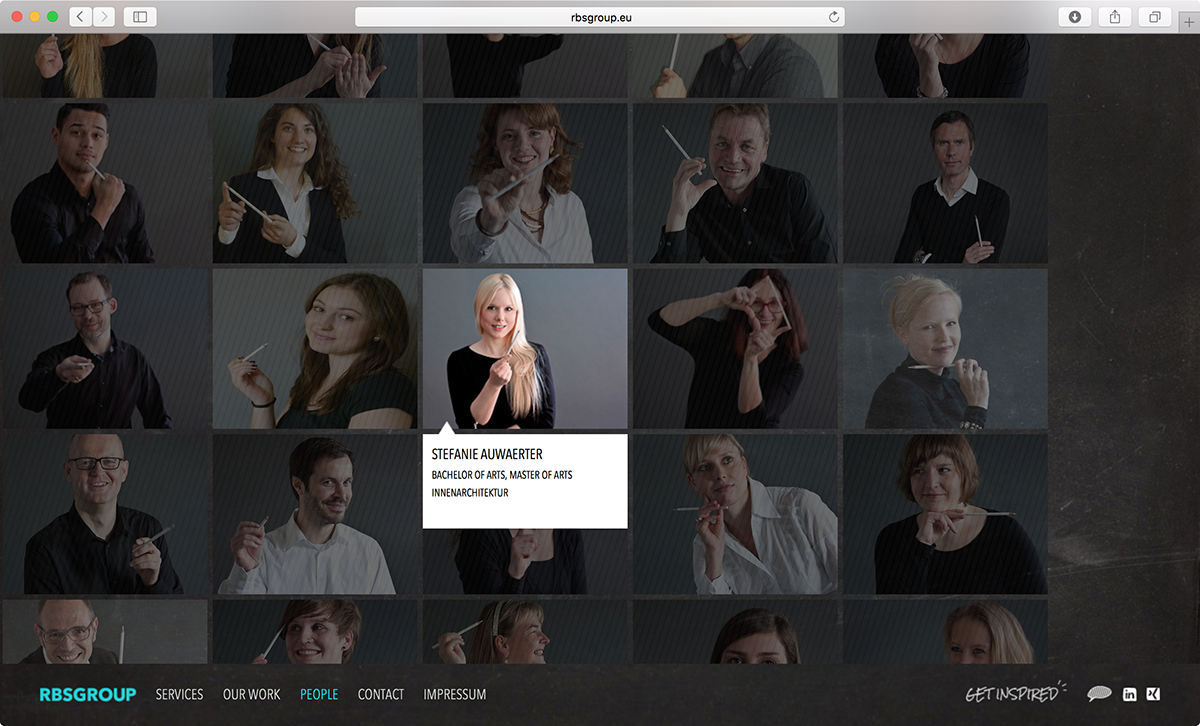 rbsgroup.eu
STEFANIE AUWAERTER
BACHELOR OF ARTS, MASTER OF ARTS
INNENARCHITEKTUR
RBSGROUP SERVICES OUR WORK PEOPLE CONTACT IMPRESSUM GET INSPIRED in